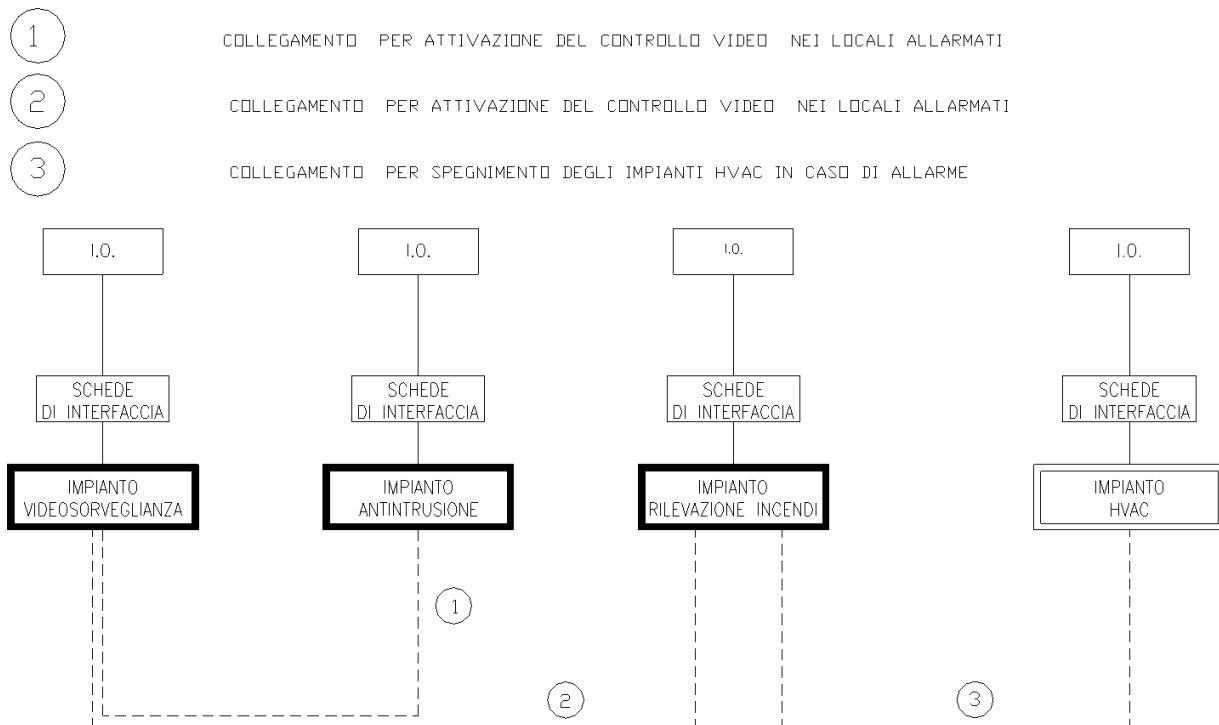 1
COLLEGAMENTO PER ATTIVAZIONE DEL CONTROLLO VIDEO NEI LOCALI ALLARMATI
2
COLLEGAMENTO PER ATTIVAZIONE DEL CONTROLLO VIDEO NEI LOCALI ALLARMATI
3
COLLEGAMENTO PER SPEGNIMENTO DEGLI IMPIANTI HVAC IN CASO DI ALLARME
I.O.
I.O.
I.O.
I.O.
SCHEDE
DI INTERFACCIA
SCHEDE
DI INTERFACCIA
SCHEDE
DI INTERFACCIA
SCHEDE
DI INTERFACCIA
IMPIANTO
VIDEOSORVEGLIANZA
IMPIANTO
ANTINTRUSIONE
IMPIANTO
RILEVAZIONE INCENDI
IMPIANTO
HVAC
1
2
3